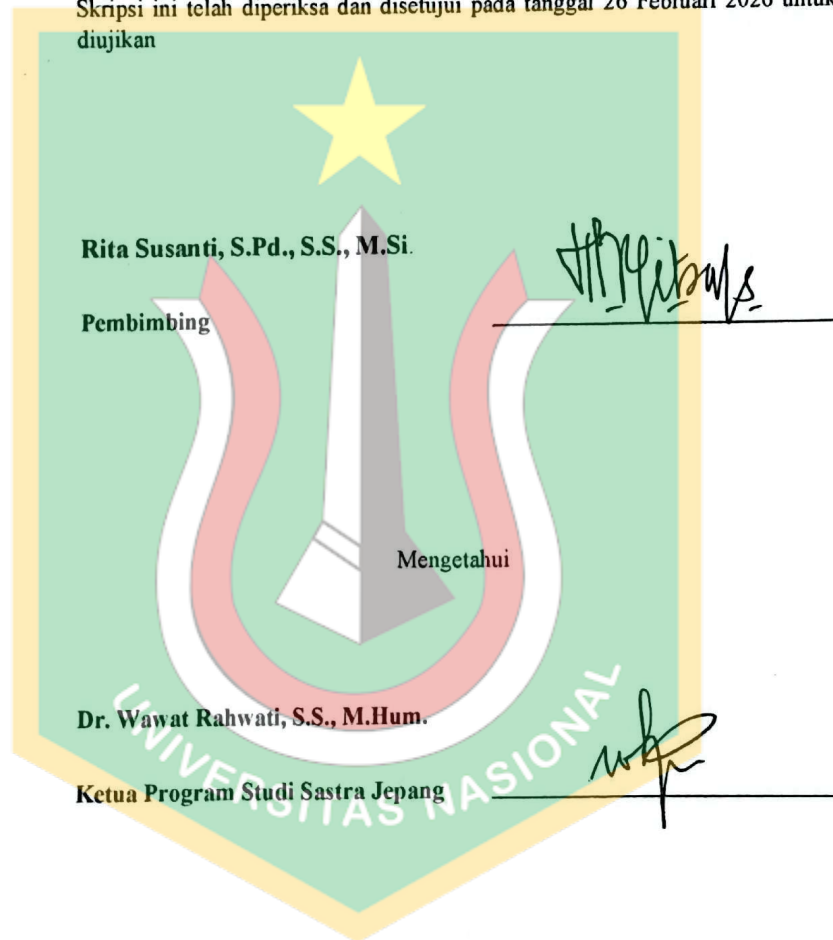 Skripsi ini telah diperiksa dan disetujui pada tanggal 26 Februari 2026 untuk
diujikan
Rita Susanti, S.Pd., S.S., M.Si.
Pembimbing
Mengetahui
Dr. Wawat Rahwati, S.S., M.Hum.
Ketua Program Studi Sastra Jepang
UNIVERSITAS NASIONAL